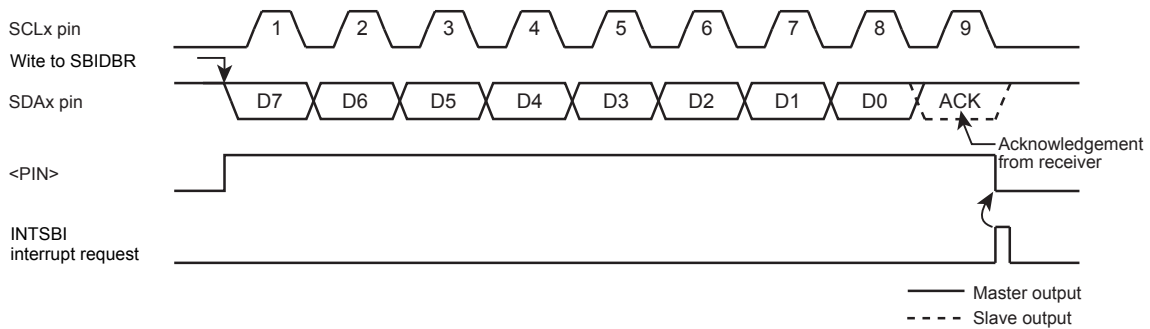 SCLx pin
1 2 3 4 5 6 7 8 9
Wite to SBIDBR
SDAx pin
D7 D6 D5 D4 D3 D2 D1 D0 ACK
Acknowledgement
from receiver
<PIN>
INTSBI
interrupt request
Master output
Slave output